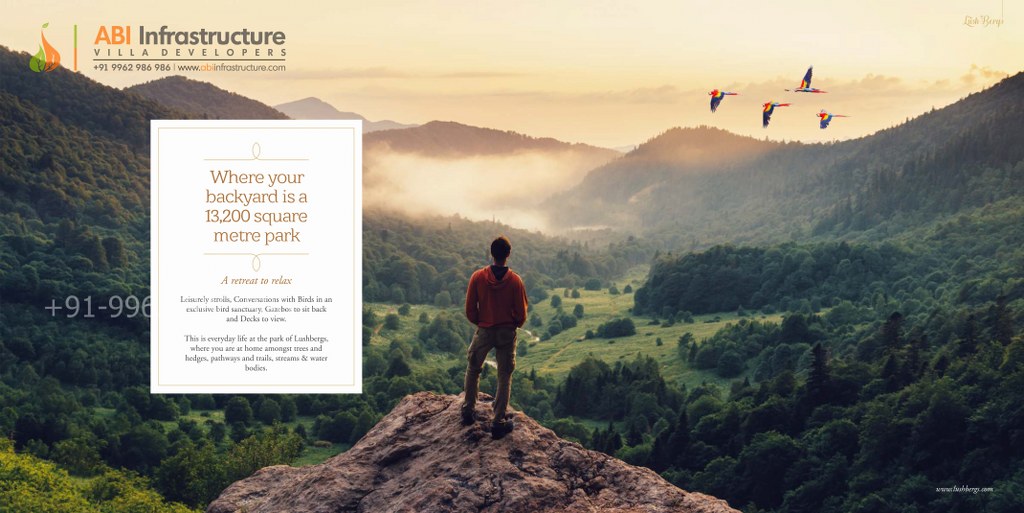 ABI Infrastructure
VILLA DEVELOPERS
+91 9962 986 986 | www.abiinfrastructure.com
Lush Bergs
Where your
backyard is a
13,200 square
metre park
A retreat to relax
Leisurely strolls, Conversations with Birds in an
exclusive bird sanctuary, Gazebos to sit back
and Decks to view.
This is everyday life at the park of Lushbergs,
where you are at home amongst trees and
hedges, pathways and trails, streams & water
bodies.
+91-996
www.lushbergs.com